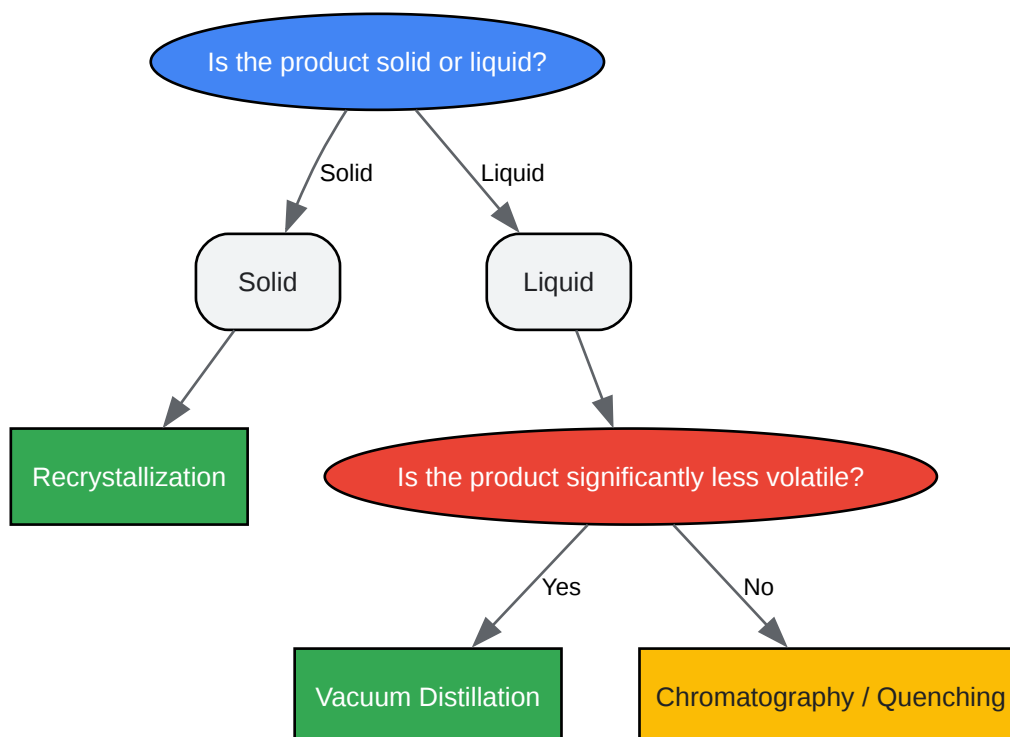 Is the product solid or liquid?
Solid
Liquid
Solid
Liquid
Recrystallization
Is the product significantly less volatile?
Yes
No
Vacuum Distillation
Chromatography / Quenching